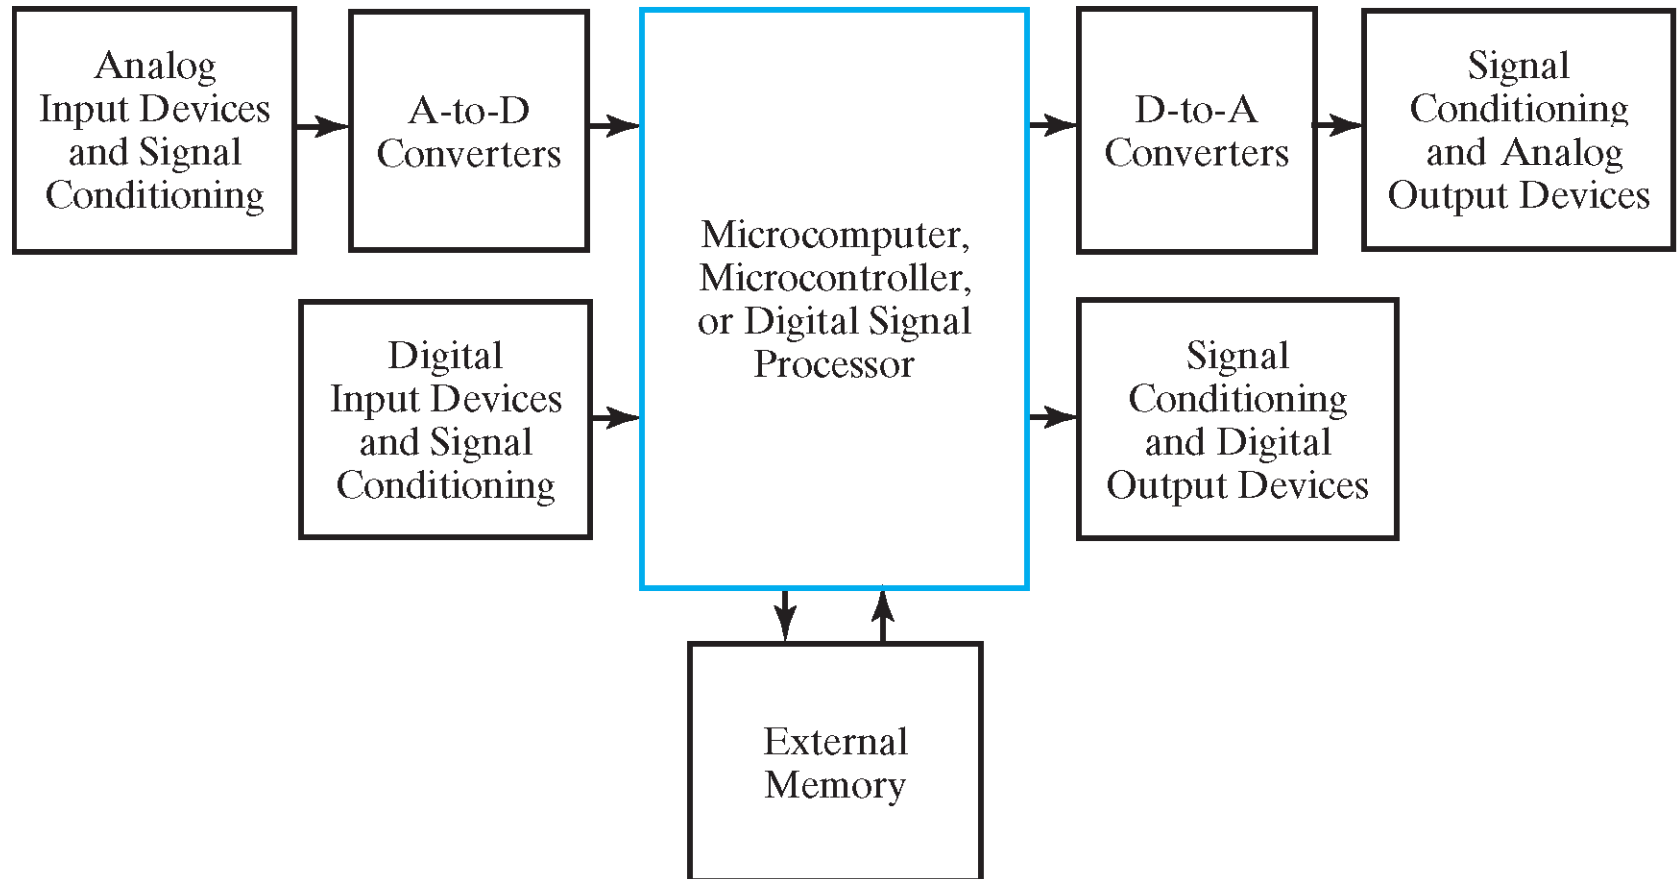 Analog
Input Devices
and Signal
Conditioning
A-to-D
Converters
Microcomputer,
Microcontroller,
or Digital Signal
Processor
D-to-A
Converters
Signal
Conditioning
and Analog
Output Devices
Digital
Input Devices
and Signal
Conditioning
Signal
Conditioning
and Digital
Output Devices
External
Memory